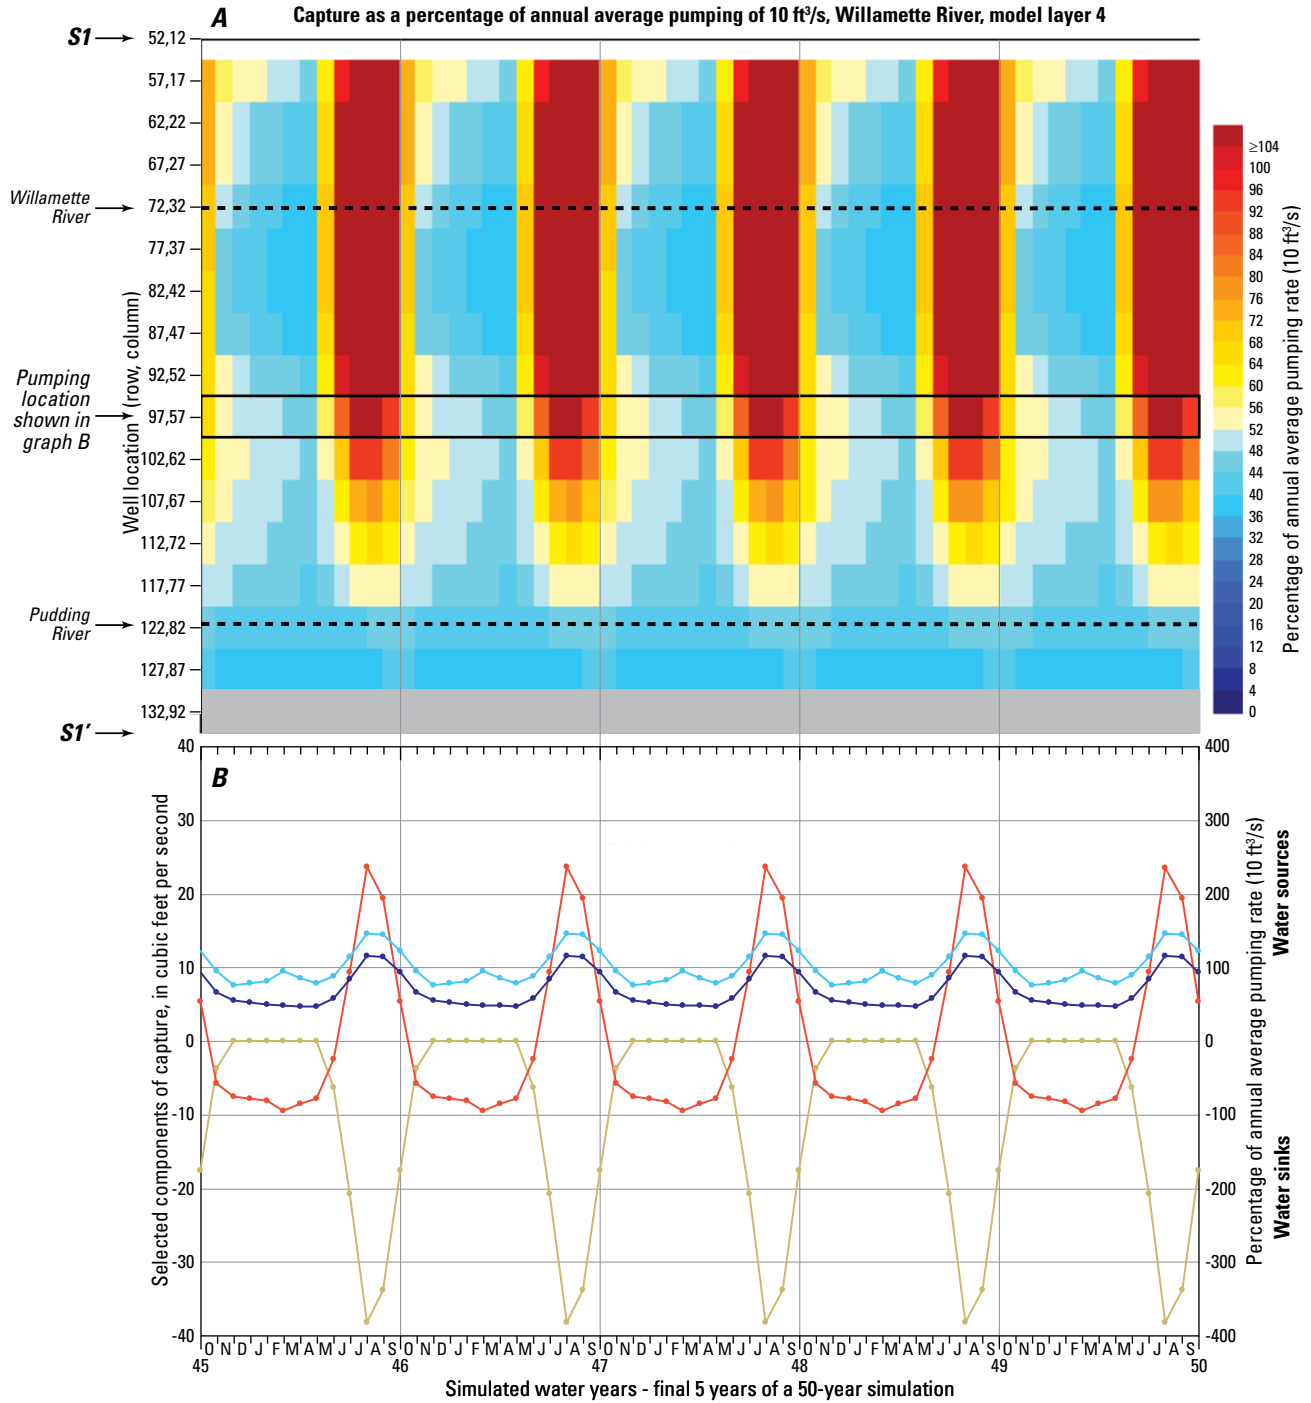 A
Capture as a percentage of annual average pumping of 10 ft³/s, Willamette River, model layer 4
S1
52,12
57,17
62,22
67,27
Willamette
River
72,32
77,37
82,42
87,47
92,52
Pumping
location
shown in
graph B
97,57
102,62
107,67
112,72
117,77
Pudding
River
122,82
127,87
132,92
S1’
Well location (row, column)
≥104
100
96
92
88
84
80
76
72
68
64
60
56
52
48
44
40
36
32
28
24
20
16
12
8
4
0
Percentage of annual average pumping rate (10 ft³/s)
B
40
30
20
10
0
-10
-20
-30
-40
Selected components of capture, in cubic feet per second
400
300
200
100
0
-100
-200
-300
-400
Percentage of annual average pumping rate (10 ft³/s)
Water sources
Water sinks
O N D J F M A M J J A S O N D J F M A M J J A S O N D J F M A M J J A S O N D J F M A M J J A S O N D J F M A M J J A S
45 46 47 48 49 50
Simulated water years - final 5 years of a 50-year simulation